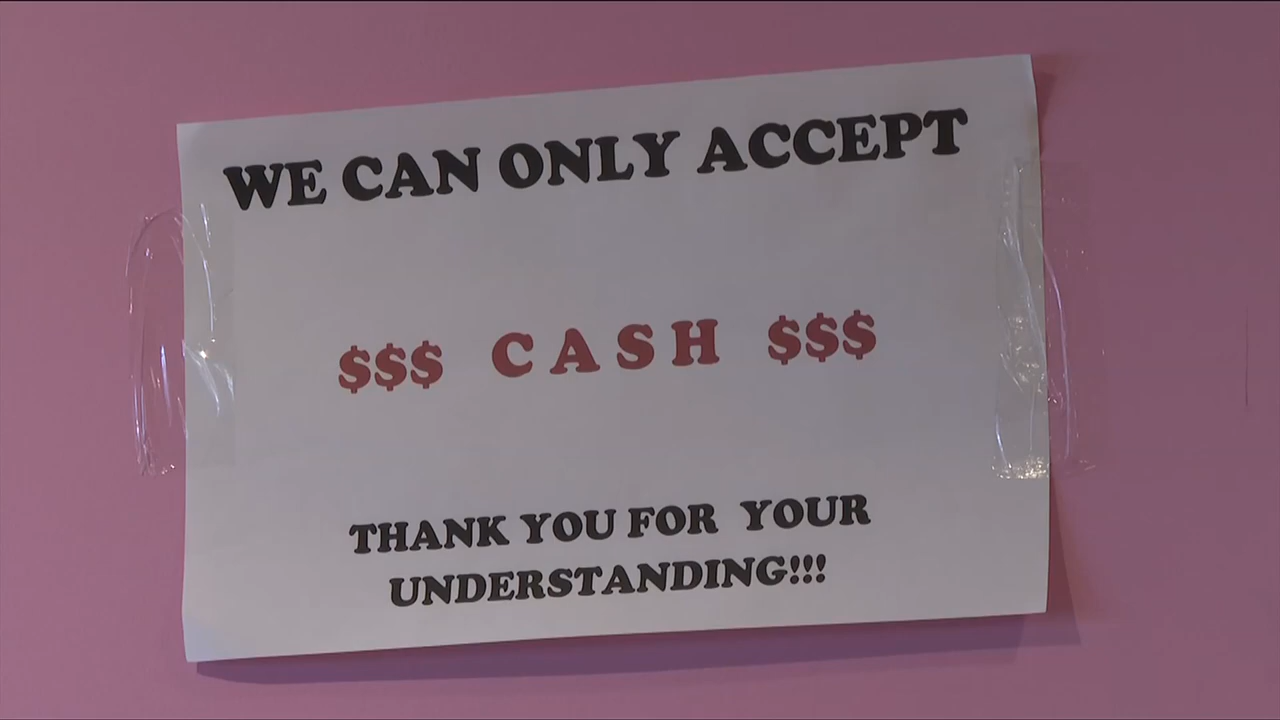 WE CAN ONLY ACCEPT
$$$ CASH $$$
THANK YOU FOR YOUR
UNDERSTANDING!!!